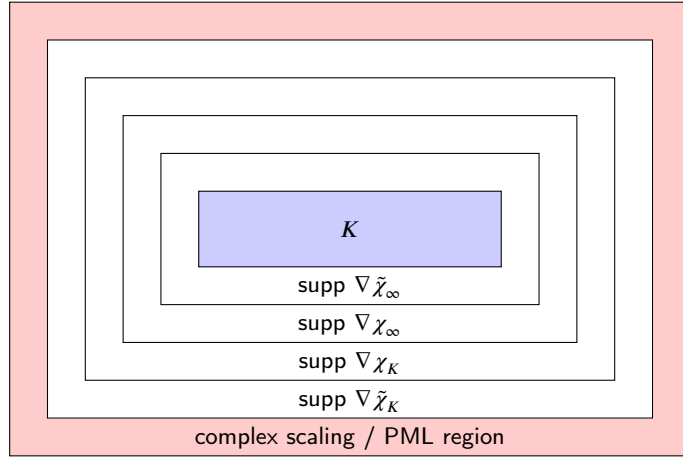 K
supp ∇χ̃∞
supp ∇χ∞
supp ∇χK
supp ∇χ̃K
complex scaling / PML region